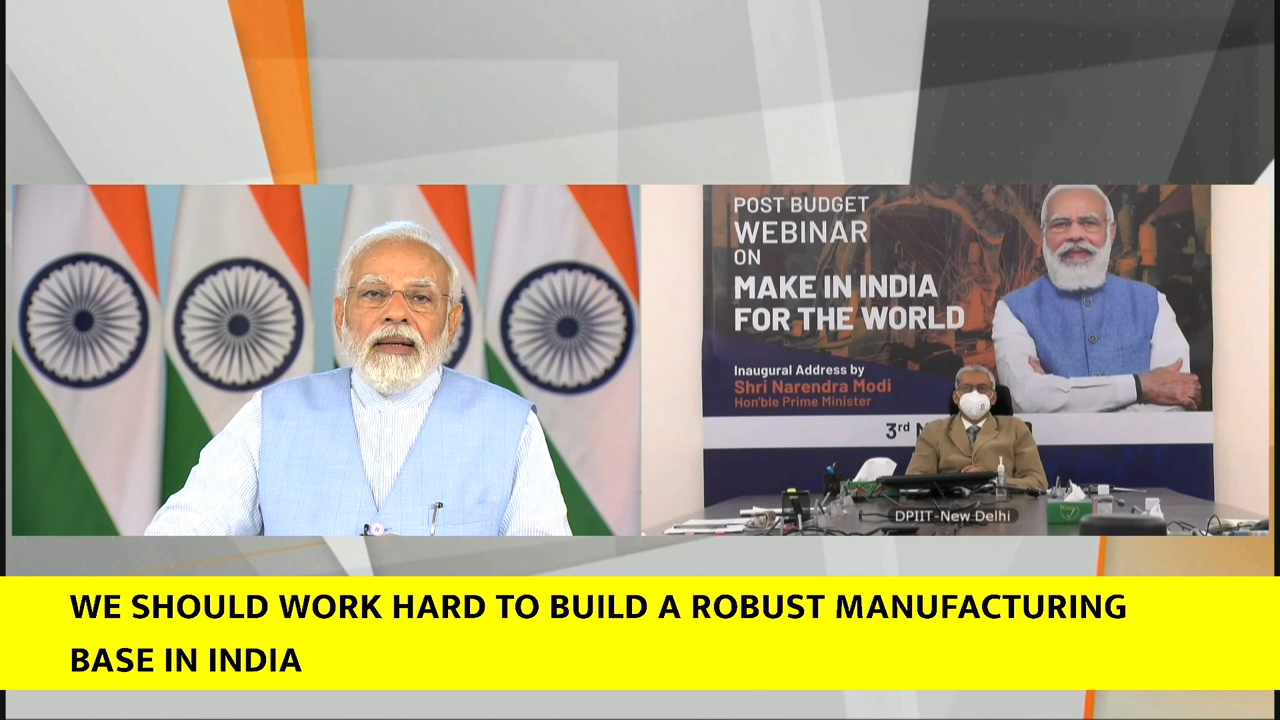 POST BUDGET
WEBINAR
ON
MAKE IN INDIA
FOR THE WORLD
Inaugural Address by
Shri Narendra Modi
Hon'ble Prime Minister
3rd
DPIIT-New Delhi
WE SHOULD WORK HARD TO BUILD A ROBUST MANUFACTURING
BASE IN INDIA